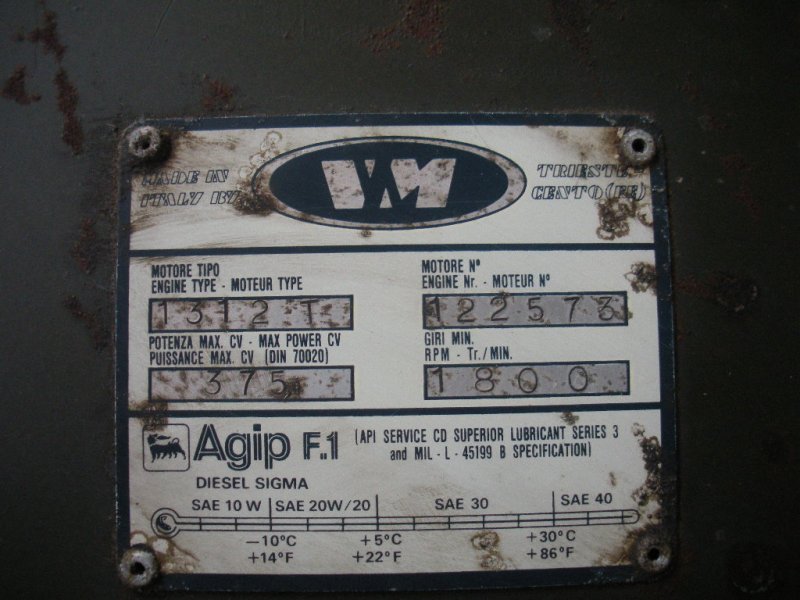 MADE IN
ITALY BY
VM
TRIESTE -
CENTO (FE)
MOTORE TIPO
ENGINE TYPE - MOTEUR TYPE
1312 T
MOTORE N°
ENGINE Nr. - MOTEUR N°
122573
POTENZA MAX. CV - MAX POWER CV
PUISSANCE MAX. CV (DIN 70020)
375
GIRI MIN.
RPM - Tr./MIN.
1800
Agip F.1 (API SERVICE CD SUPERIOR LUBRICANT SERIES 3
and MIL - L - 45199 B SPECIFICATION)
DIESEL SIGMA
SAE 10 W SAE 20W/20 SAE 30 SAE 40
-10°C +5°C +30°C
+14°F +22°F +86°F